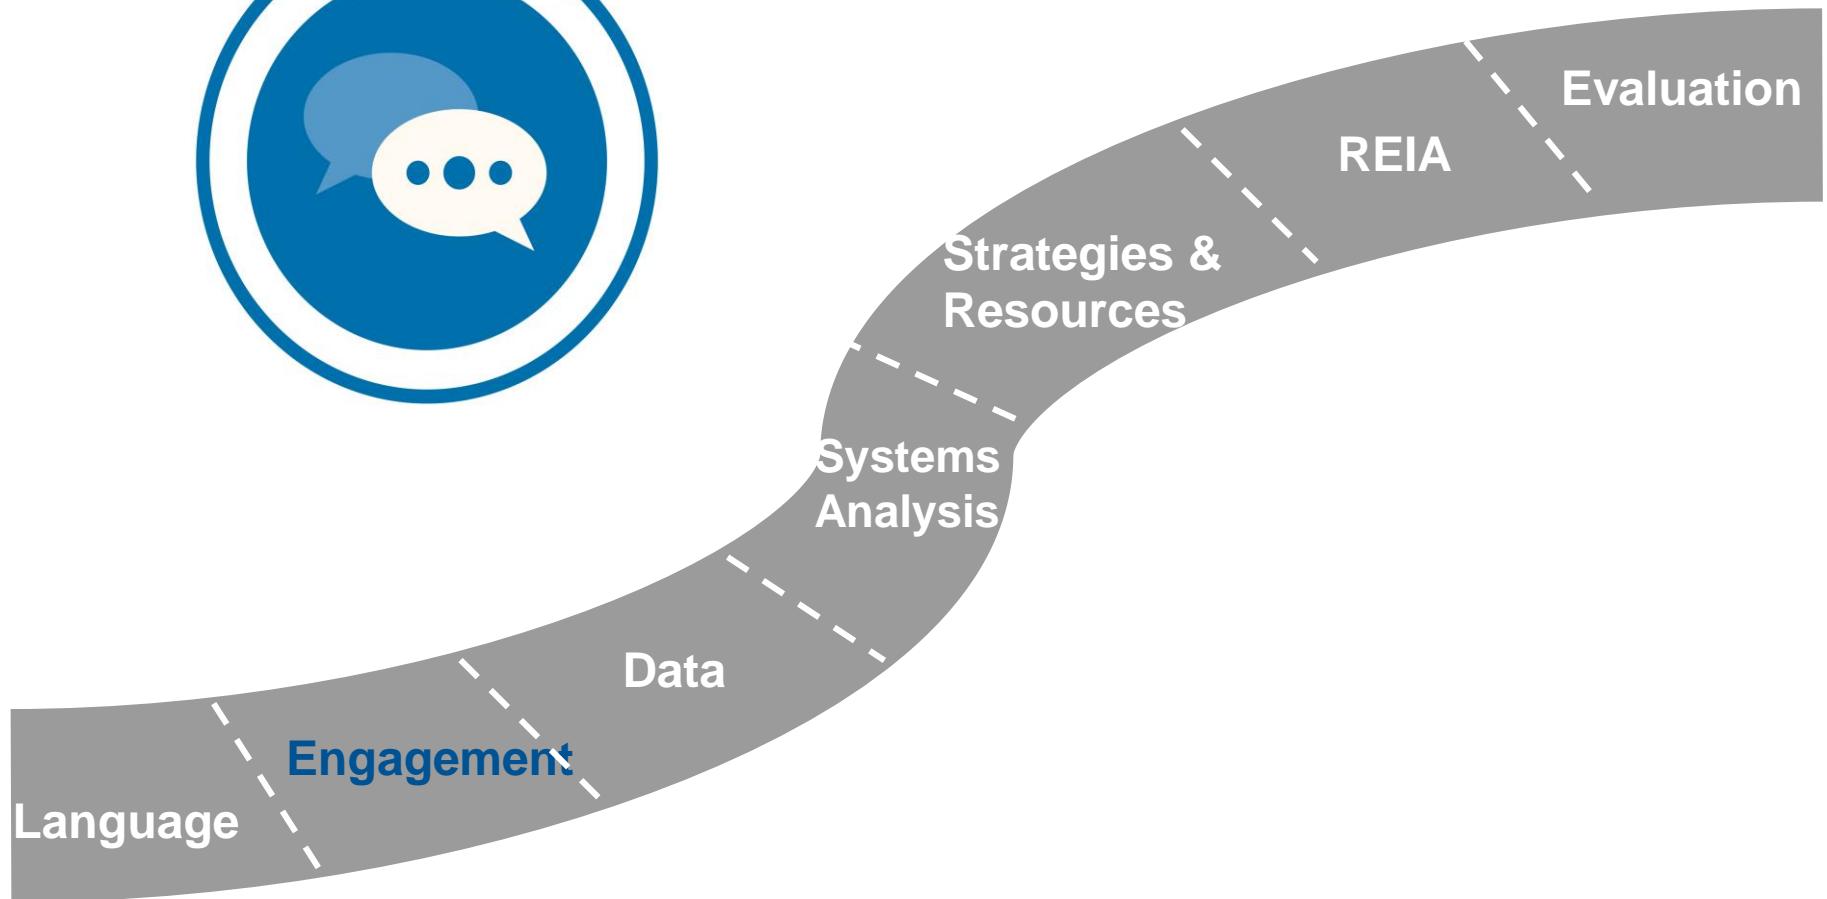 Evaluation
REIA
Strategies &
Resources
Systems
Analysis
Data
Engagement
Language